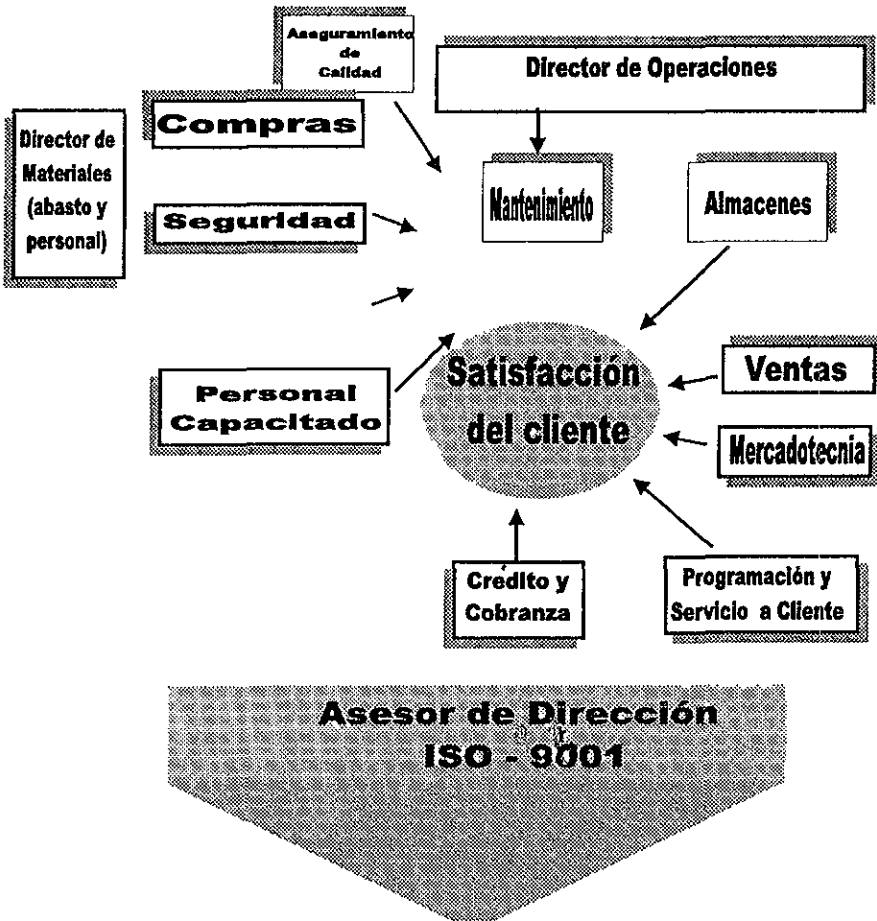 Aseguramiento
de
Calidad
Director de Operaciones
Compras
Director de
Materiales
(abasto y
personal)
Seguridad
Mantenimiento
Almacenes
Satisfacción
del cliente
Ventas
Personal
Capacitado
Mercadotecnia
Crédito y
Cobranza
Programación y
Servicio a Cliente
Asesor de Dirección
ISO - 9001